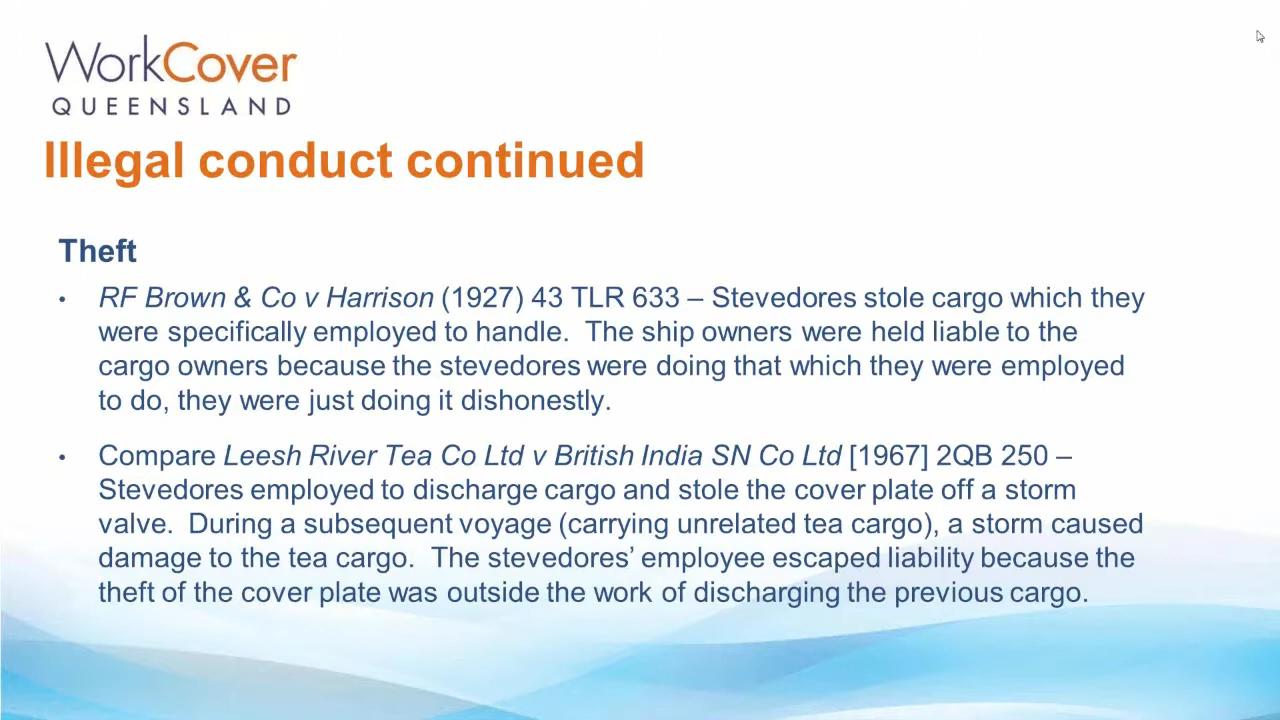 WorkCover
QUEENSLAND
Illegal conduct continued
Theft
• RF Brown & Co v Harrison (1927) 43 TLR 633 – Stevedores stole cargo which they
were specifically employed to handle.  The ship owners were held liable to the
cargo owners because the stevedores were doing that which they were employed
to do, they were just doing it dishonestly.
• Compare Leesh River Tea Co Ltd v British India SN Co Ltd [1967] 2QB 250 –
Stevedores employed to discharge cargo and stole the cover plate off a storm
valve.  During a subsequent voyage (carrying unrelated tea cargo), a storm caused
damage to the tea cargo.  The stevedores’ employee escaped liability because the
theft of the cover plate was outside the work of discharging the previous cargo.